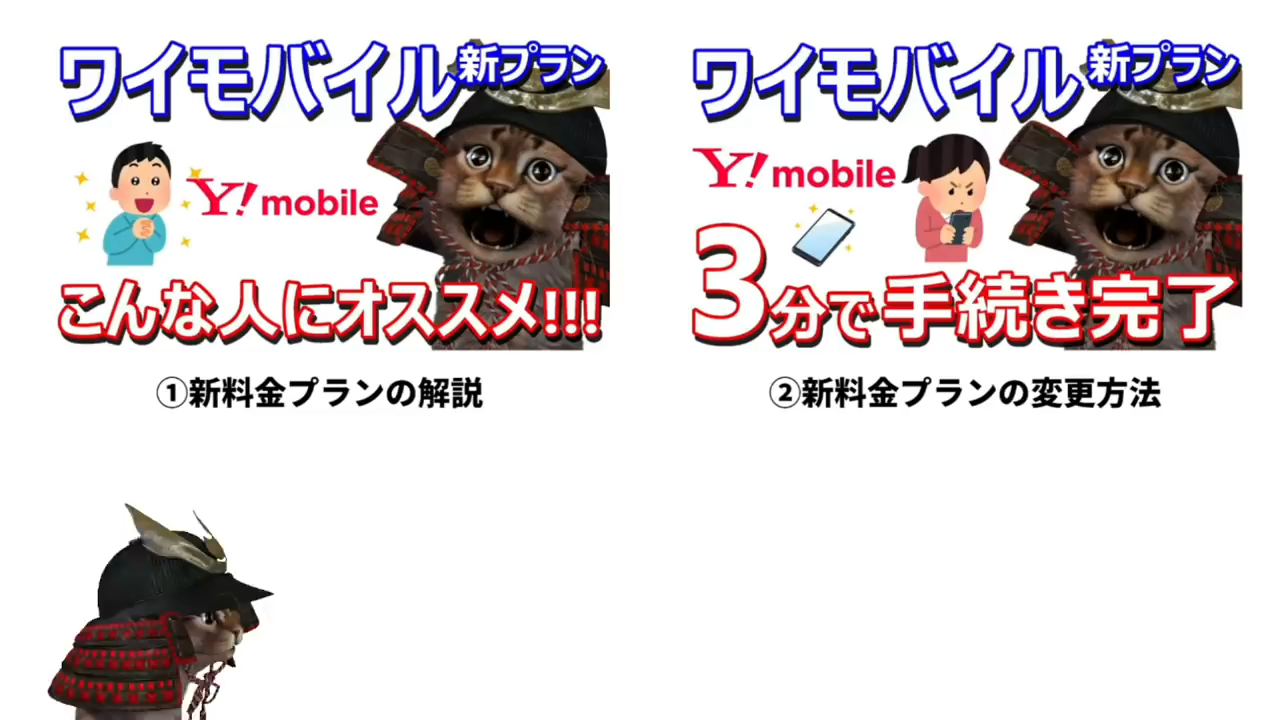 ワイモバイル新プラン
Y!mobile
こんな人にオススメ!!!
①新料金プランの解説
ワイモバイル新プラン
Y!mobile
3分で手続き完了
②新料金プランの変更方法